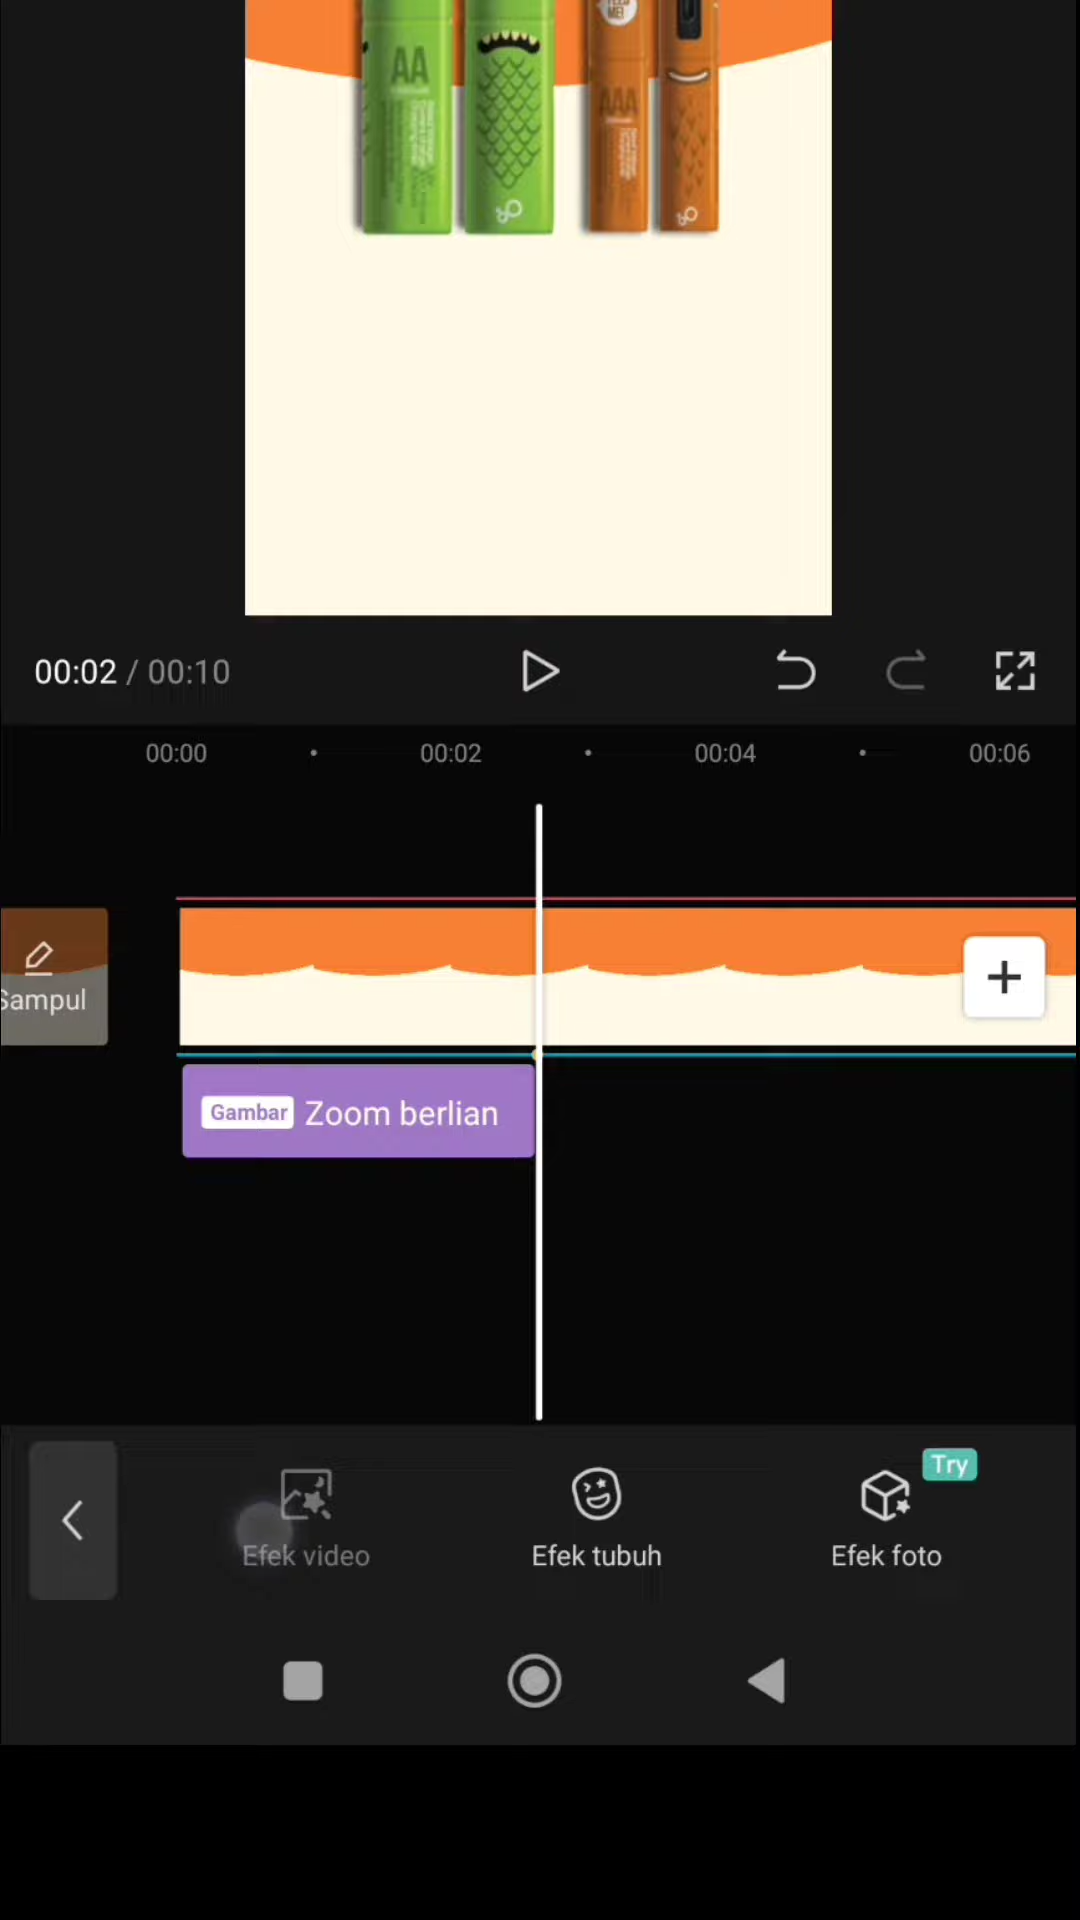 ME!
AA
AAA
00:02 / 00:10
00:00
00:02
00:04
00:06
Sampul
Gambar Zoom berlian
Try
Efek video
Efek tubuh
Efek foto